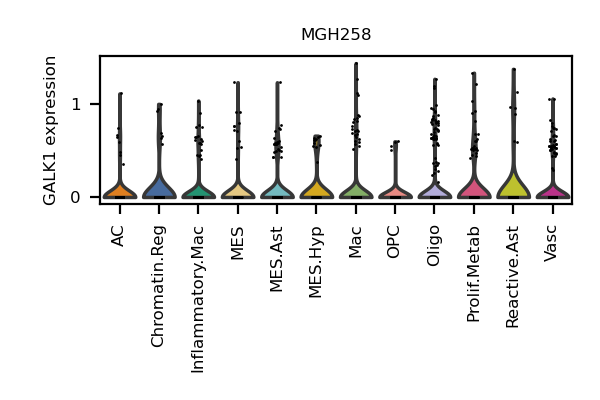 MGH258
GALK1 expression
1
0
AC
Chromatin.Reg
Inflammatory.Mac
MES
MES.Ast
MES.Hyp
Mac
OPC
Oligo
Prolif.Metab
Reactive.Ast
Vasc